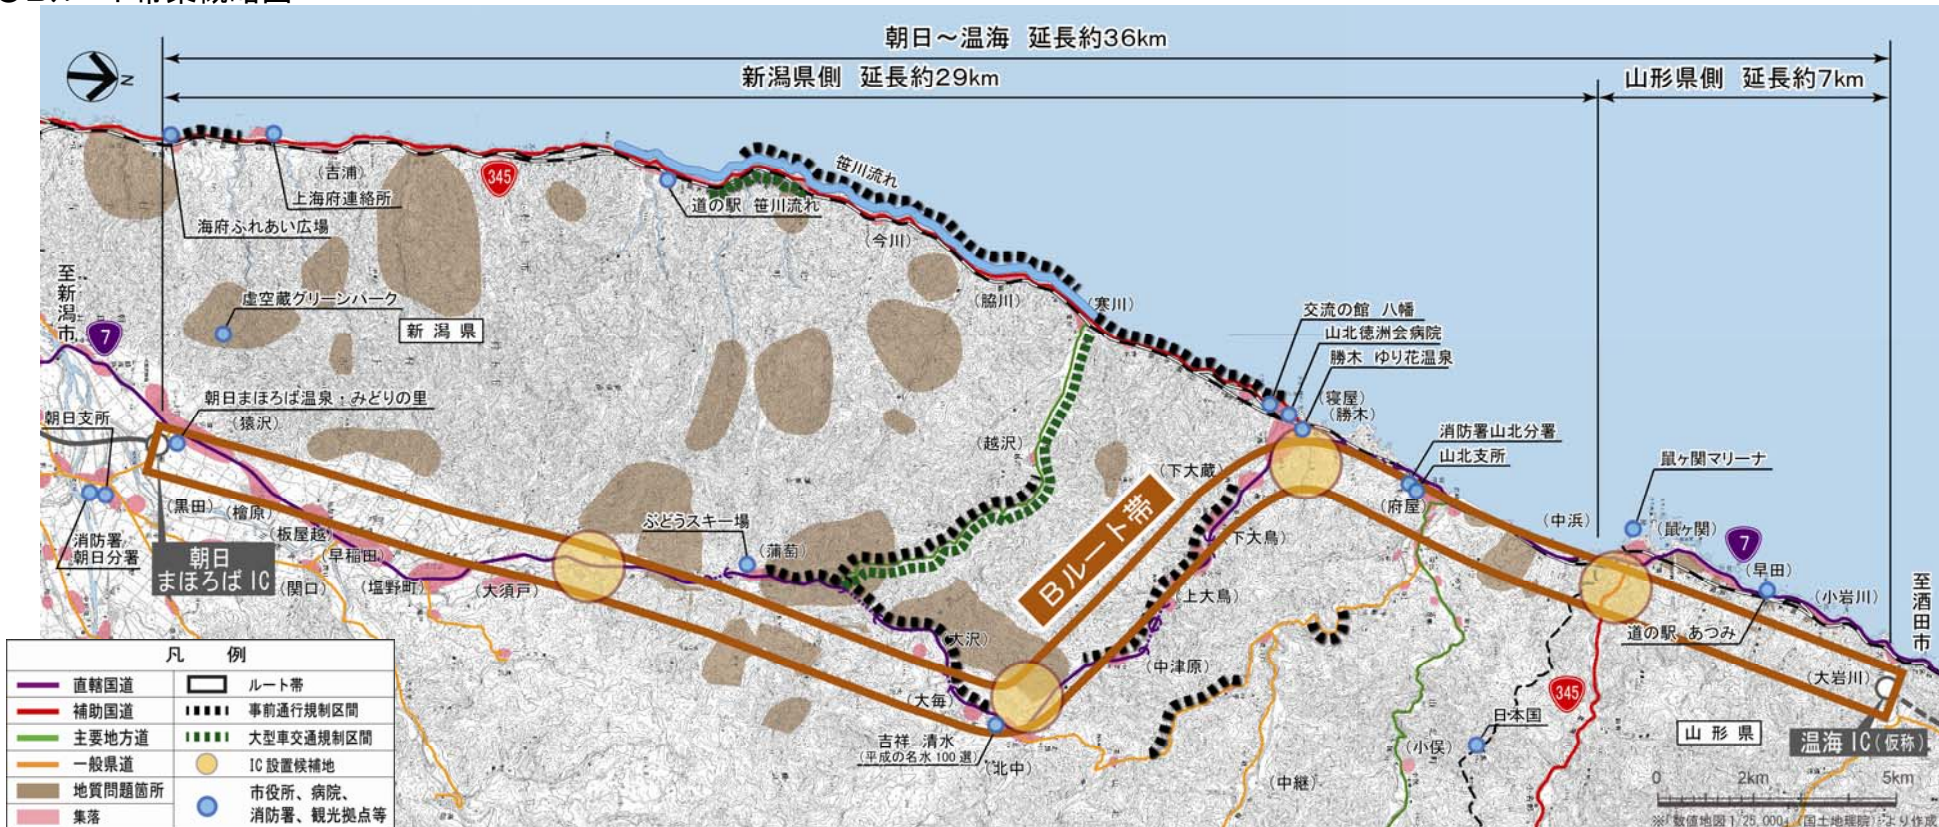 朝日~温海 延長約36km
新潟県側 延長約29km
山形県側 延長約7km
N
(吉浦)
上海府連絡所
海府ふれあい広場
345
道の駅 笹川流れ
笹川流れ
(今川)
(脇川)
(寒川)
交流の館 八幡
山北徳洲会病院
勝木 ゆり花温泉
(寝屋)
(勝木)
消防署山北分署
山北支所
(府屋)
(中浜)
鼠ヶ関マリーナ
(鼠ヶ関)
7
(早田)
(小岩川)
至酒田市
至新潟市
7
虚空蔵グリーンパーク
新潟県
朝日まほろば温泉・みどりの里
朝日支所
(猿沢)
消防署
朝日分署
(黒田)
(檜原)
(板屋越)
(早稲田)
(関口)
(塩野町)
(大須戸)
朝日
まほろばIC
ぶどうスキー場
(蒲萄)
(越沢)
(下大蔵)
(下大鳥)
(上大鳥)
(中津原)
(大沢)
(大毎)
Bルート帯
吉祥 清水
(平成の名水100選)
(北中)
(中継)
(小俣)
日本国
345
道の駅 あつみ
(大岩川)
山形県
温海IC(仮称)
0 2km 5km
※「数値地図1/25,000」(国土地理院)より作成
凡 例
直轄国道
ルート帯
補助国道
事前通行規制区間
主要地方道
大型車交通規制区間
一般県道
IC設置候補地
地質問題箇所
市役所、病院、
消防署、観光拠点等
集落